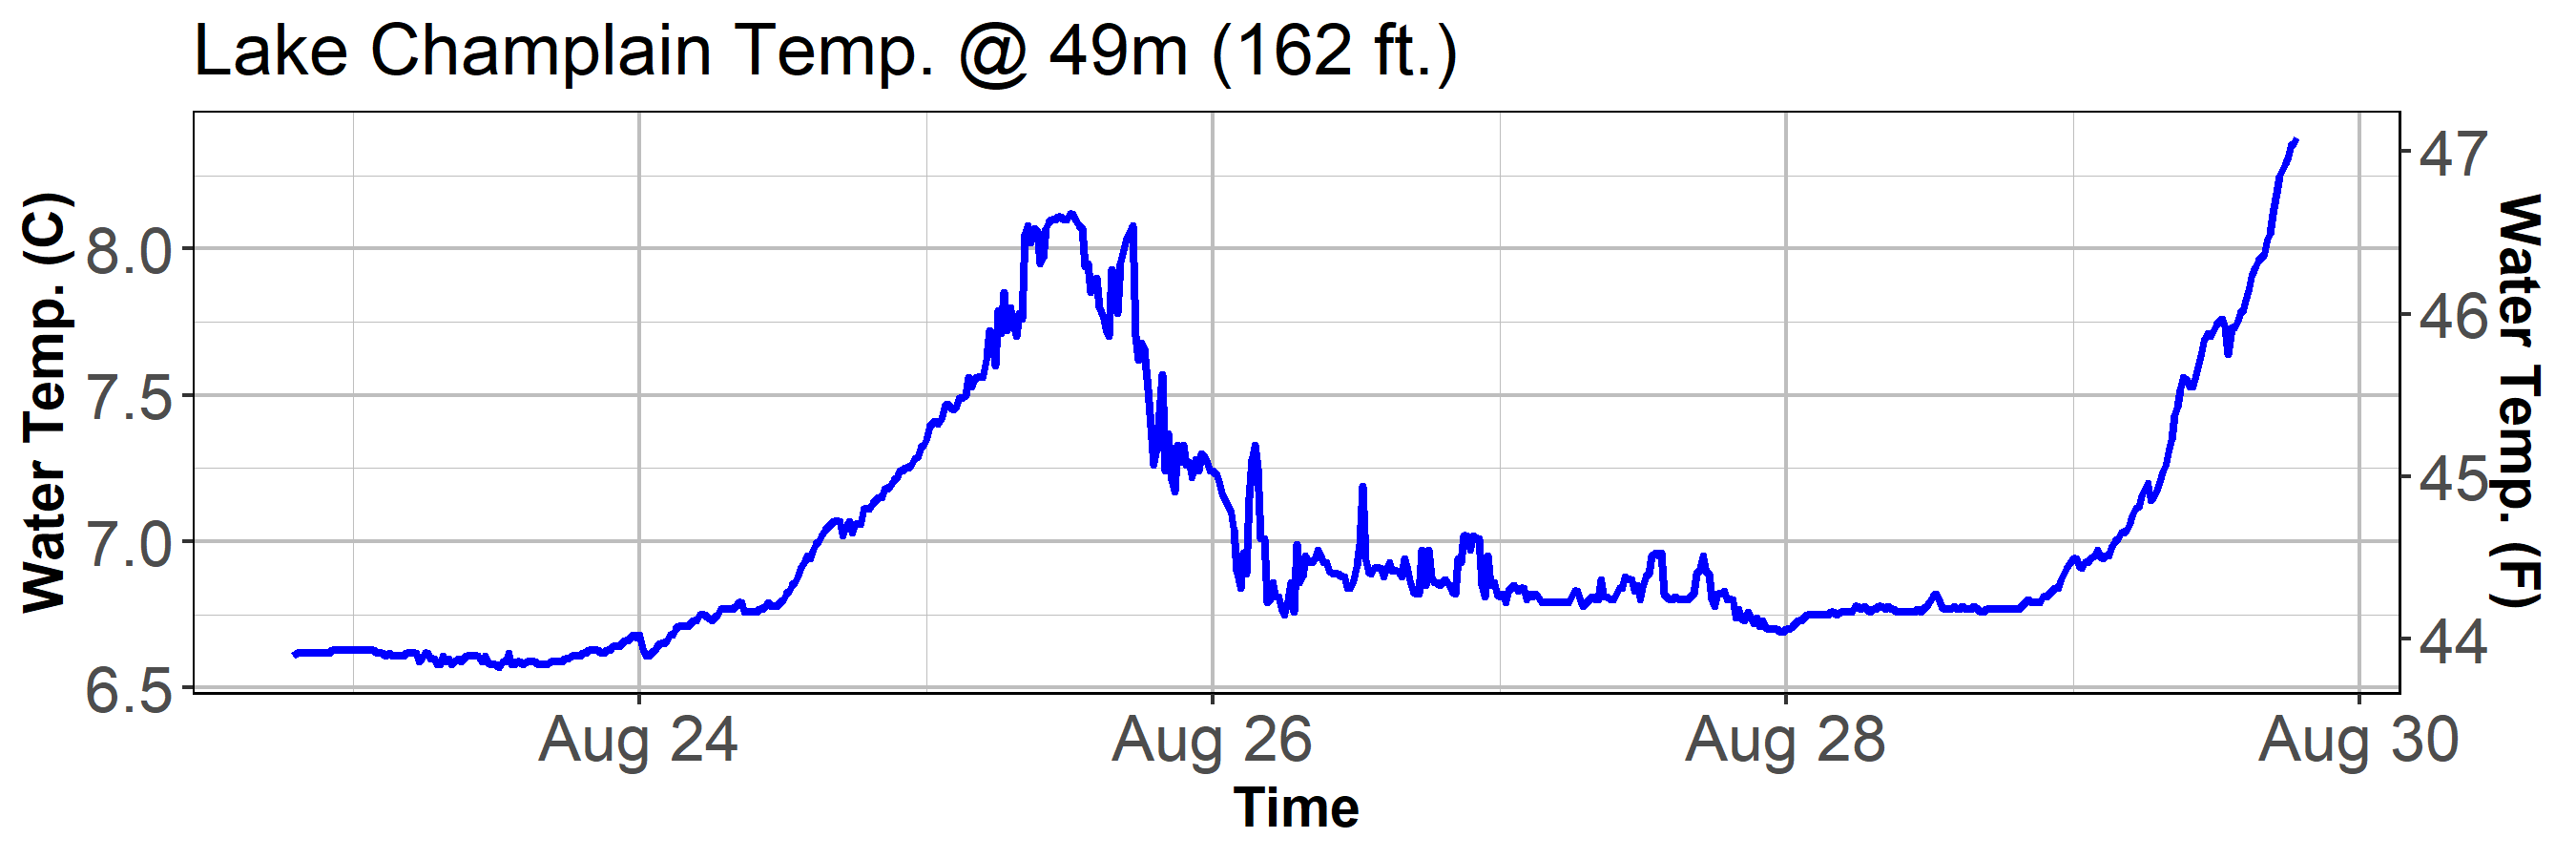 Lake Champlain Temp. @ 49m (162 ft.)
Water Temp. (C)
8.0
7.5
7.0
6.5
47
46
45
44
Water Temp. (F)
Aug 24 Aug 26 Aug 28 Aug 30
Time